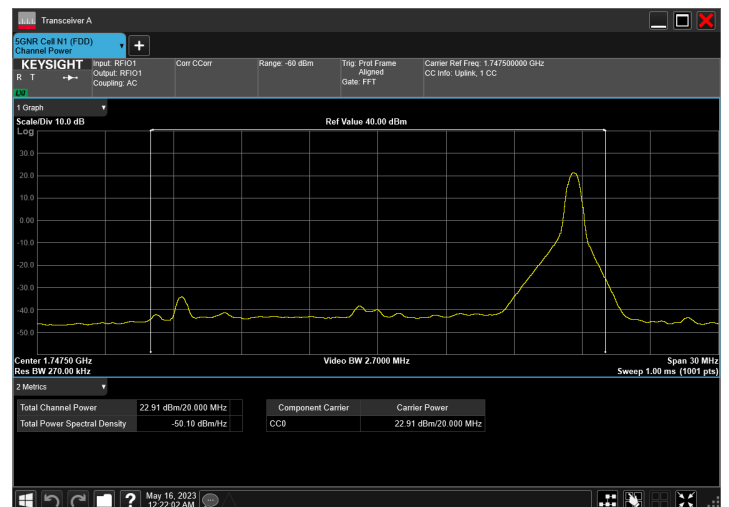 Transceiver A
5GNR Cell N1 (FDD)
Channel Power
KEYSIGHT
R T
LXI
Input: RFIO1
Output: RFIO1
Coupling: AC
Corr CCorr
Range: -60 dBm
Trig: Prot Frame
Aligned
Gate: FFT
Carrier Ref Freq: 1.747500000 GHz
CC Info: Uplink, 1 CC
1 Graph
Scale/Div 10.0 dB
Ref Value 40.00 dBm
Log
30.0
20.0
10.0
0.00
-10.0
-20.0
-30.0
-40.0
-50.0
Center 1.74750 GHz
Video BW 2.7000 MHz
Span 30 MHz
Res BW 270.00 kHz
Sweep 1.00 ms (1001 pts)
2 Metrics
Total Channel Power 22.91 dBm/20.000 MHz
Total Power Spectral Density -50.10 dBm/Hz
Component Carrier Carrier Power
CC0 22.91 dBm/20.000 MHz
?
May 16, 2023
12:22:02 AM